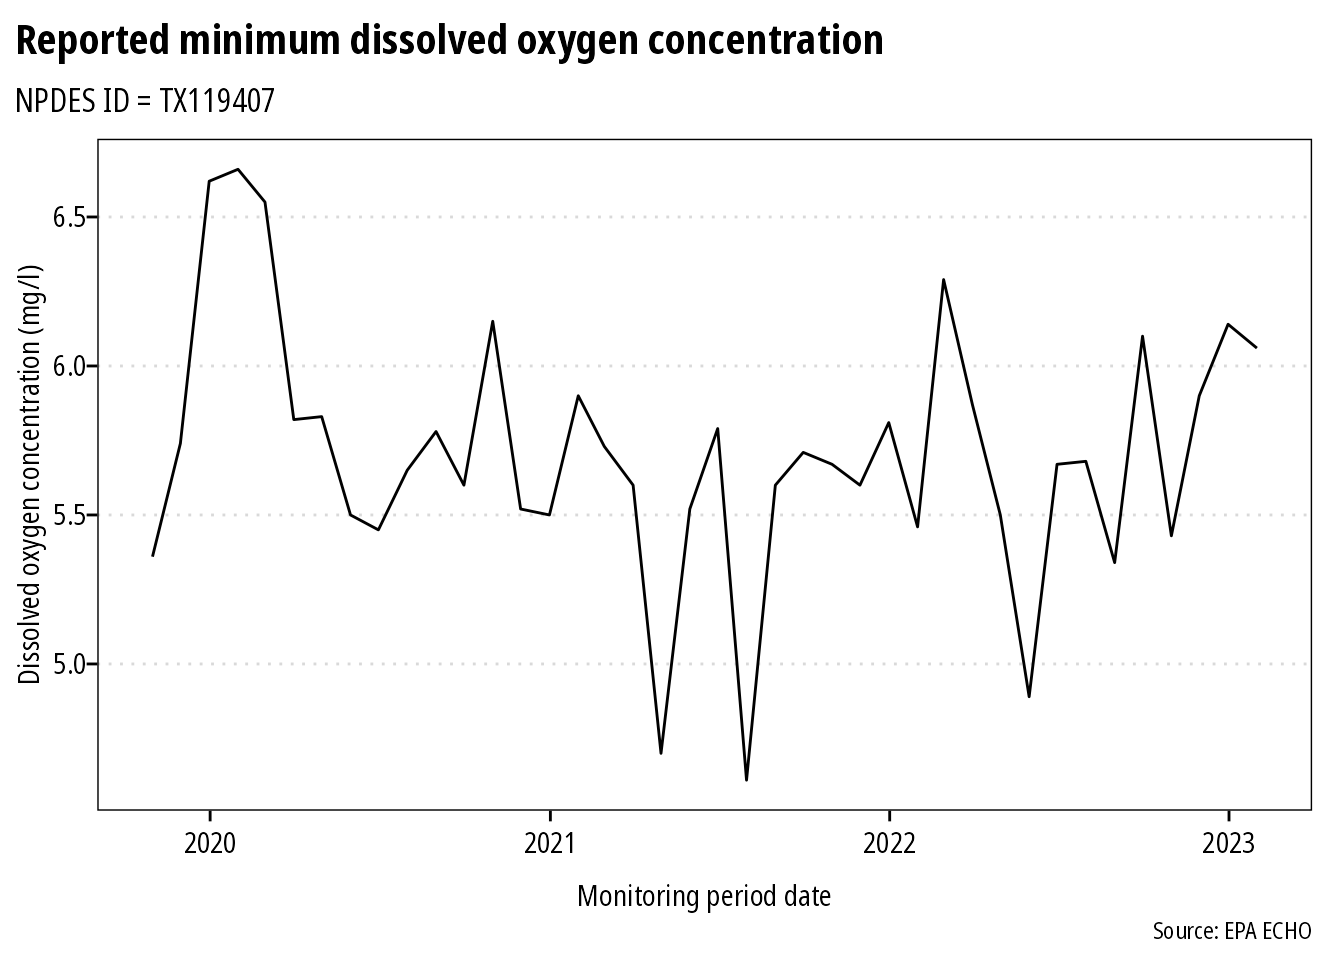 Reported minimum dissolved oxygen concentration
NPDES ID = TX119407
Dissolved oxygen concentration (mg/l)
6.5
6.0
5.5
5.0
2020 2021 2022 2023
Monitoring period date
Source: EPA ECHO